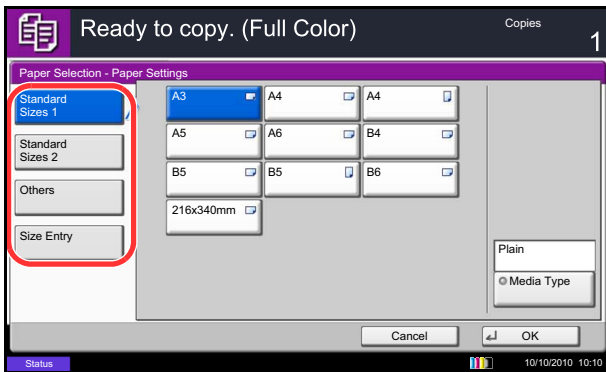 Ready to copy. (Full Color)
Copies
1
Paper Selection - Paper Settings
Standard
Sizes 1
Standard
Sizes 2
Others
Size Entry
A3
A4
A4
A5
A6
B4
B5
B5
B6
216x340mm
Plain
Media Type
Cancel
OK
Status
10/10/2010 10:10